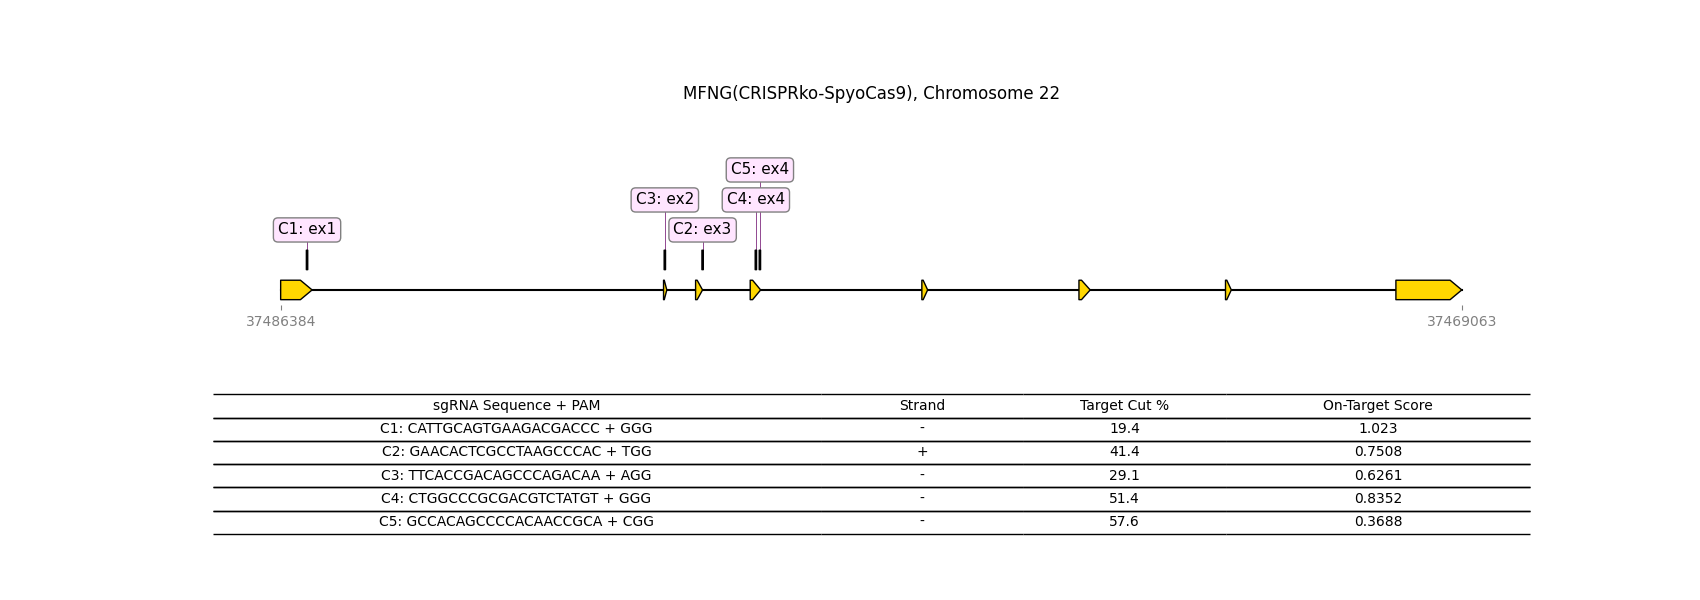 MFNG(CRISPRko-SpyoCas9), Chromosome 22
C5: ex4
C3: ex2
C4: ex4
C1: ex1
C2: ex3
37486384
37469063
sgRNA Sequence + PAM Strand Target Cut % On-Target Score
C1: CATTGCAGTGAAGACGACCC + GGG - 19.4 1.023
C2: GAACACTCGCCTAAGCCCAC + TGG + 41.4 0.7508
C3: TTCACCGACAGCCCAGACAA + AGG - 29.1 0.6261
C4: CTGGCCCGCGACGTCTATGT + GGG - 51.4 0.8352
C5: GCCACAGCCCCACAACCGCA + CGG - 57.6 0.3688